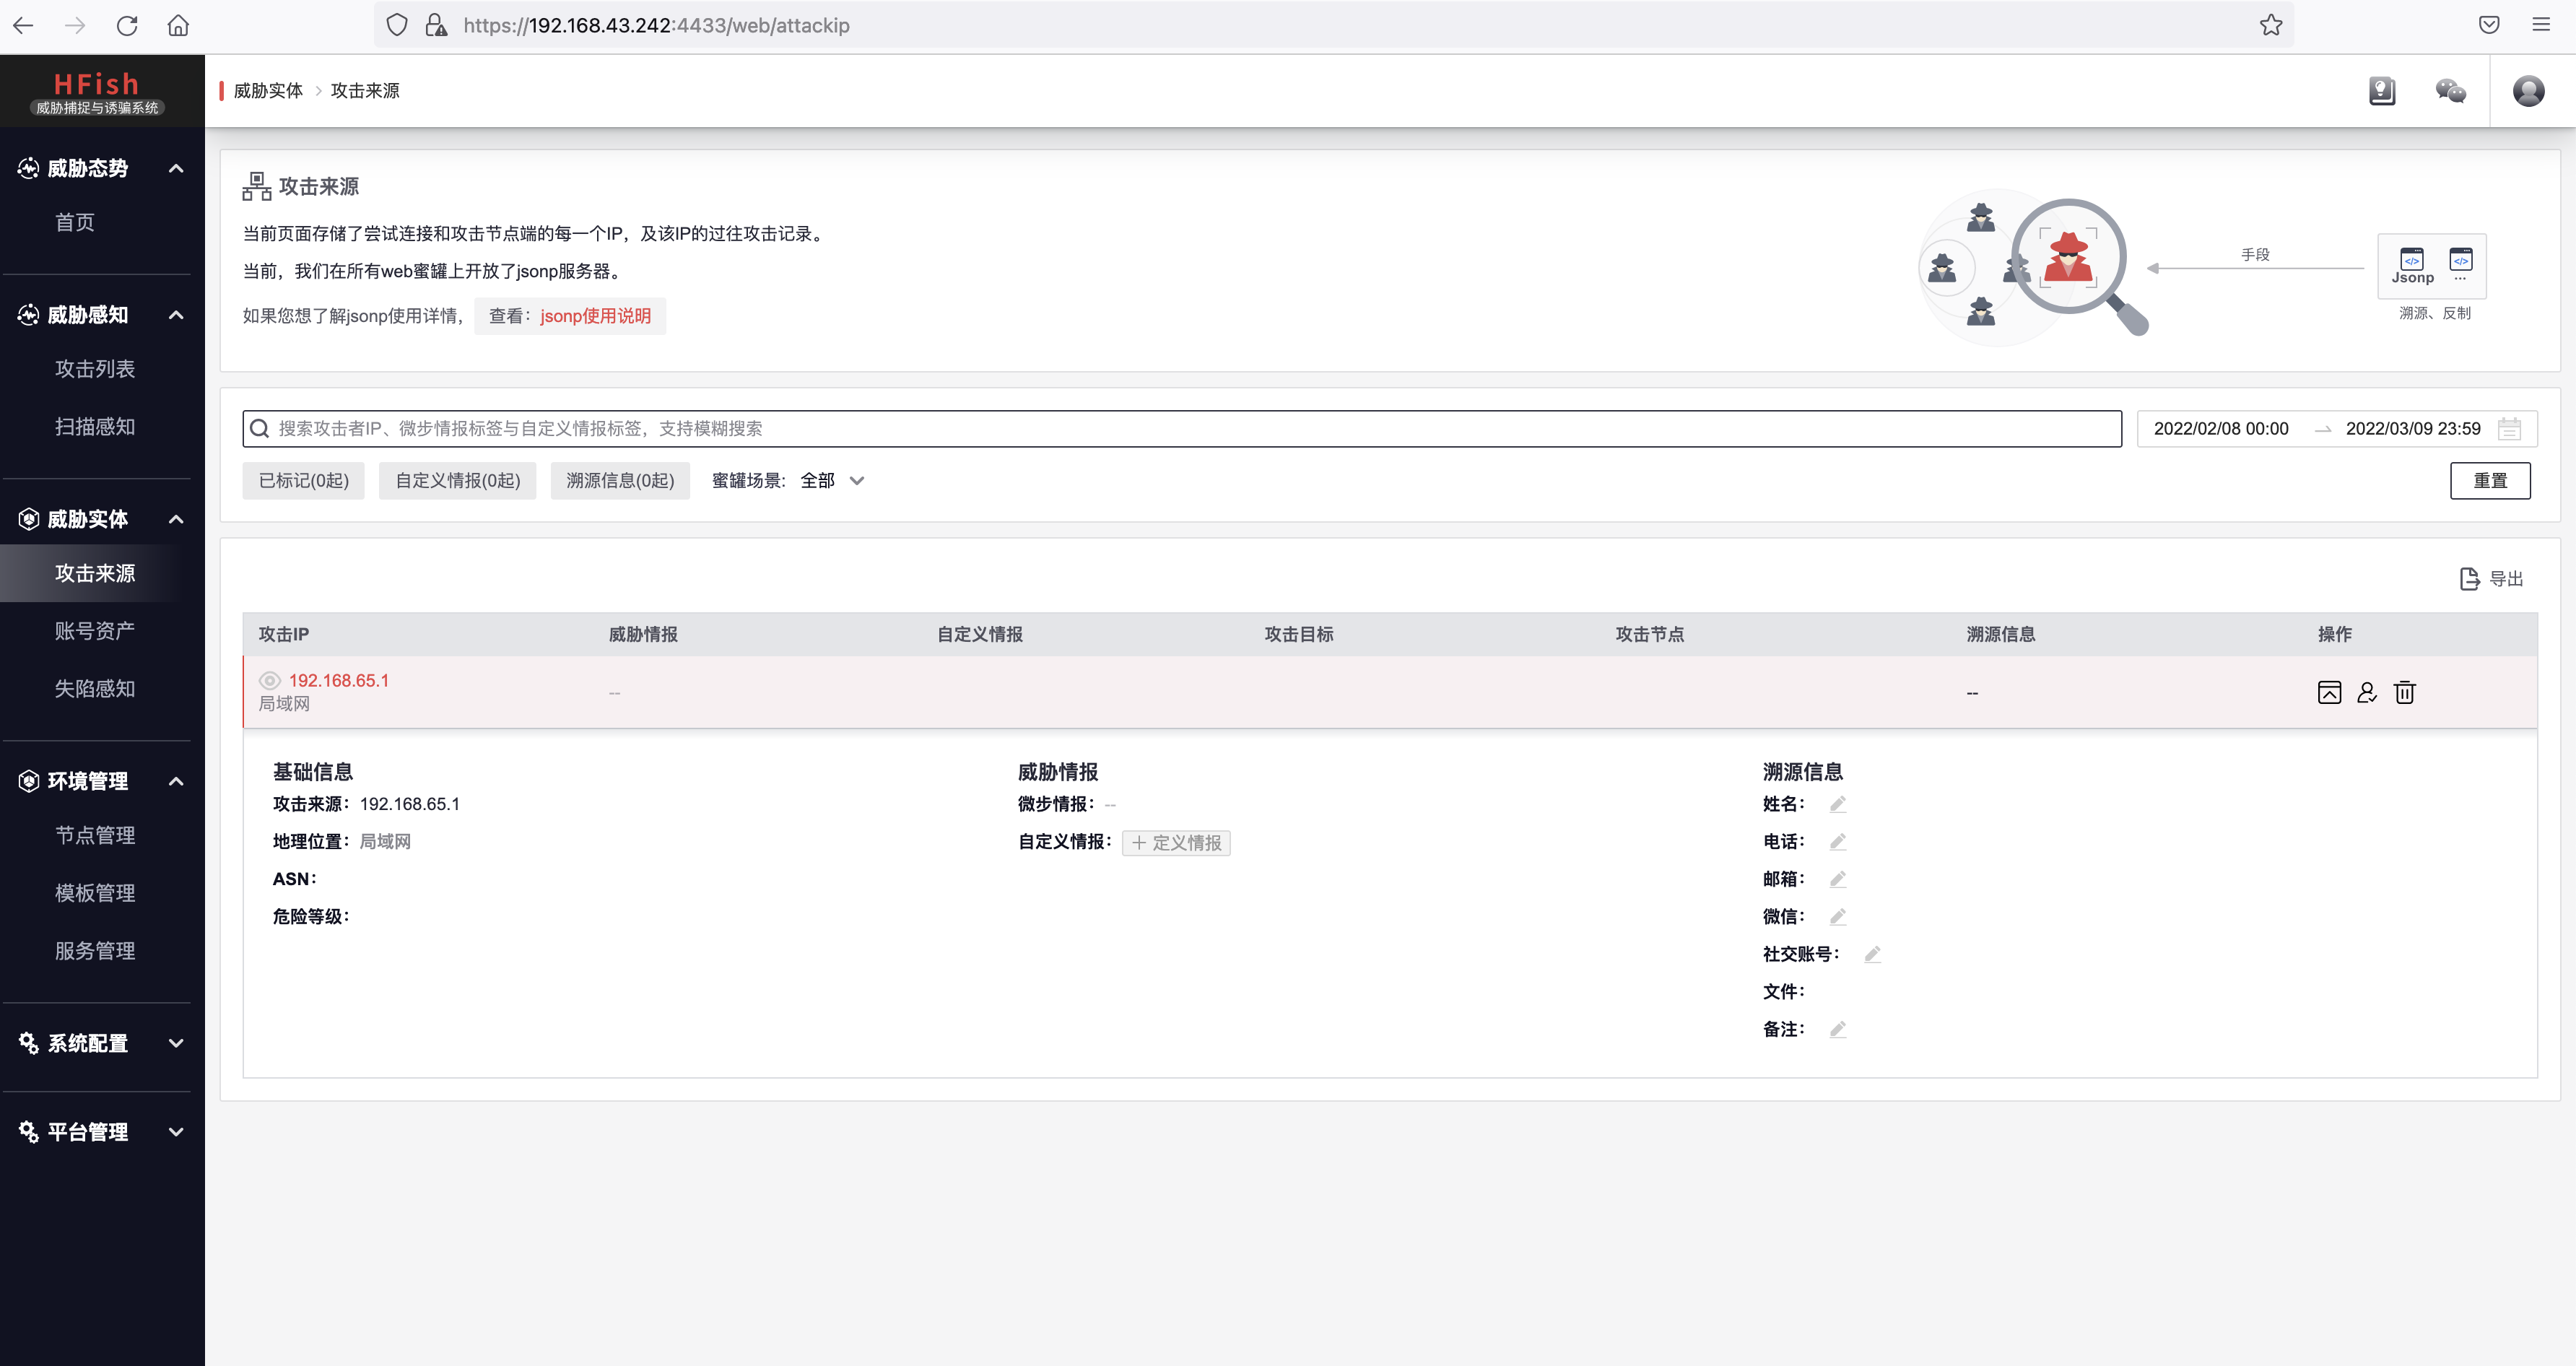 https://192.168.43.242:4433/web/attackip
HFish
威胁捕捉与诱骗系统
威胁态势
首页
威胁感知
攻击列表
扫描感知
威胁实体
攻击来源
账号资产
失陷感知
环境管理
节点管理
模板管理
服务管理
系统配置
平台管理
威胁实体 > 攻击来源
攻击来源
当前页面存储了尝试连接和攻击节点端的每一个IP，及该IP的过往攻击记录。
当前，我们在所有web蜜罐上开放了jsonp服务器。
如果您想了解jsonp使用详情， 查看：jsonp使用说明
手段
Jsonp ...
溯源、反制
搜索攻击者IP、微步情报标签与自定义情报标签，支持模糊搜索
2022/02/08 00:00 → 2022/03/09 23:59
已标记(0起) 自定义情报(0起) 溯源信息(0起) 蜜罐场景: 全部
重置
导出
攻击IP 威胁情报 自定义情报 攻击目标 攻击节点 溯源信息 操作
192.168.65.1
局域网
-- --
基础信息
攻击来源：192.168.65.1
地理位置：局域网
ASN：
危险等级：
威胁情报
微步情报：--
自定义情报：+ 定义情报
溯源信息
姓名：
电话：
邮箱：
微信：
社交账号：
文件：
备注：